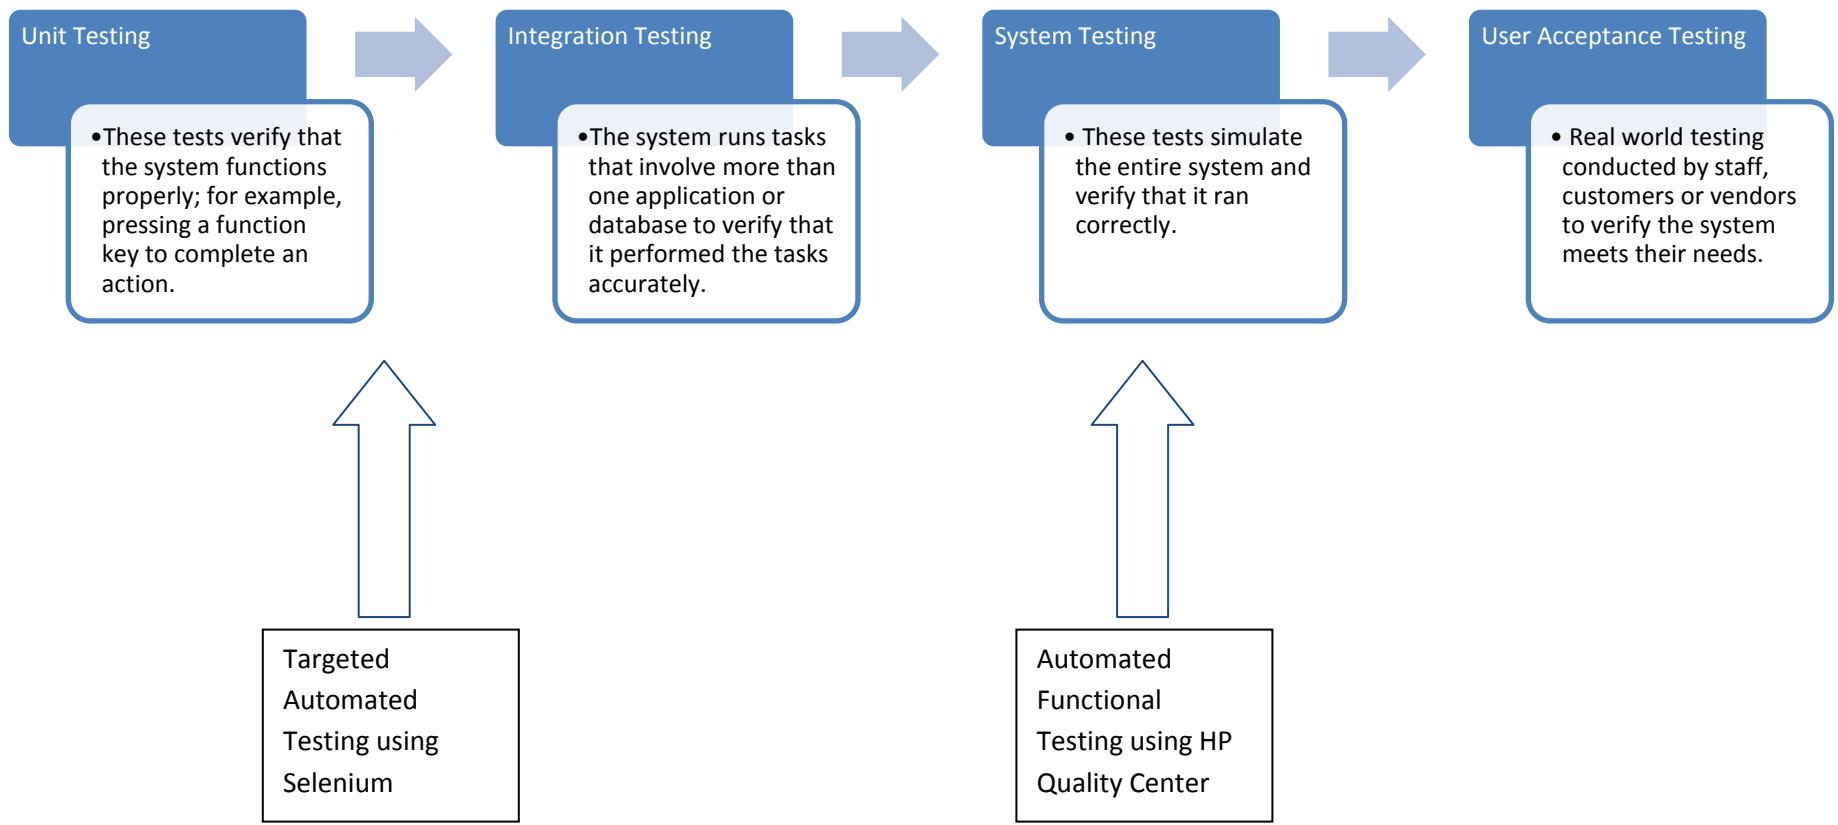 Unit Testing
•These tests verify that
the system functions
properly; for example,
pressing a function
key to complete an
action.
Integration Testing
•The system runs tasks
that involve more than
one application or
database to verify that
it performed the tasks
accurately.
System Testing
• These tests simulate
the entire system and
verify that it ran
correctly.
User Acceptance Testing
• Real world testing
conducted by staff,
customers or vendors
to verify the system
meets their needs.
Targeted
Automated
Testing using
Selenium
Automated
Functional
Testing using HP
Quality Center